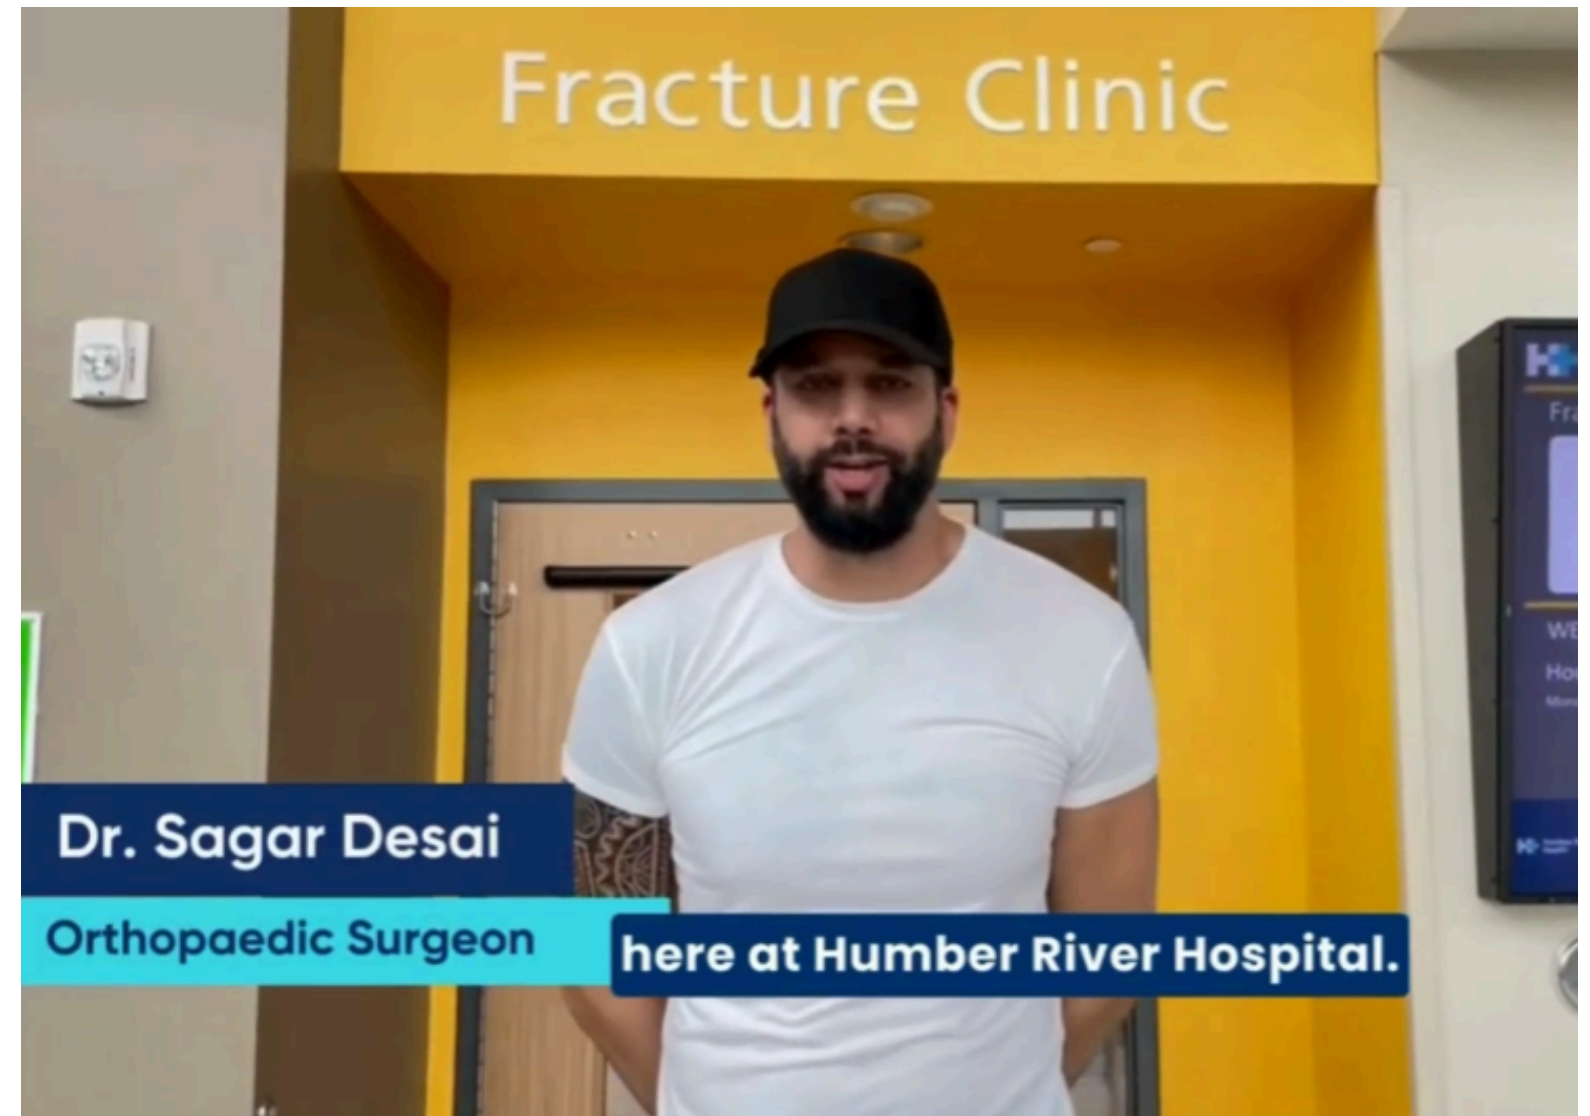 Fracture Clinic
Dr. Sagar Desai
Orthopaedic Surgeon
here at Humber River Hospital.